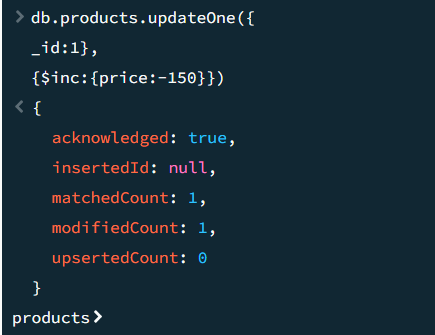 > db.products.updateOne({
_id:1},
{$inc:{price:-150}})
< {
acknowledged: true,
insertedId: null,
matchedCount: 1,
modifiedCount: 1,
upsertedCount: 0
}
products>